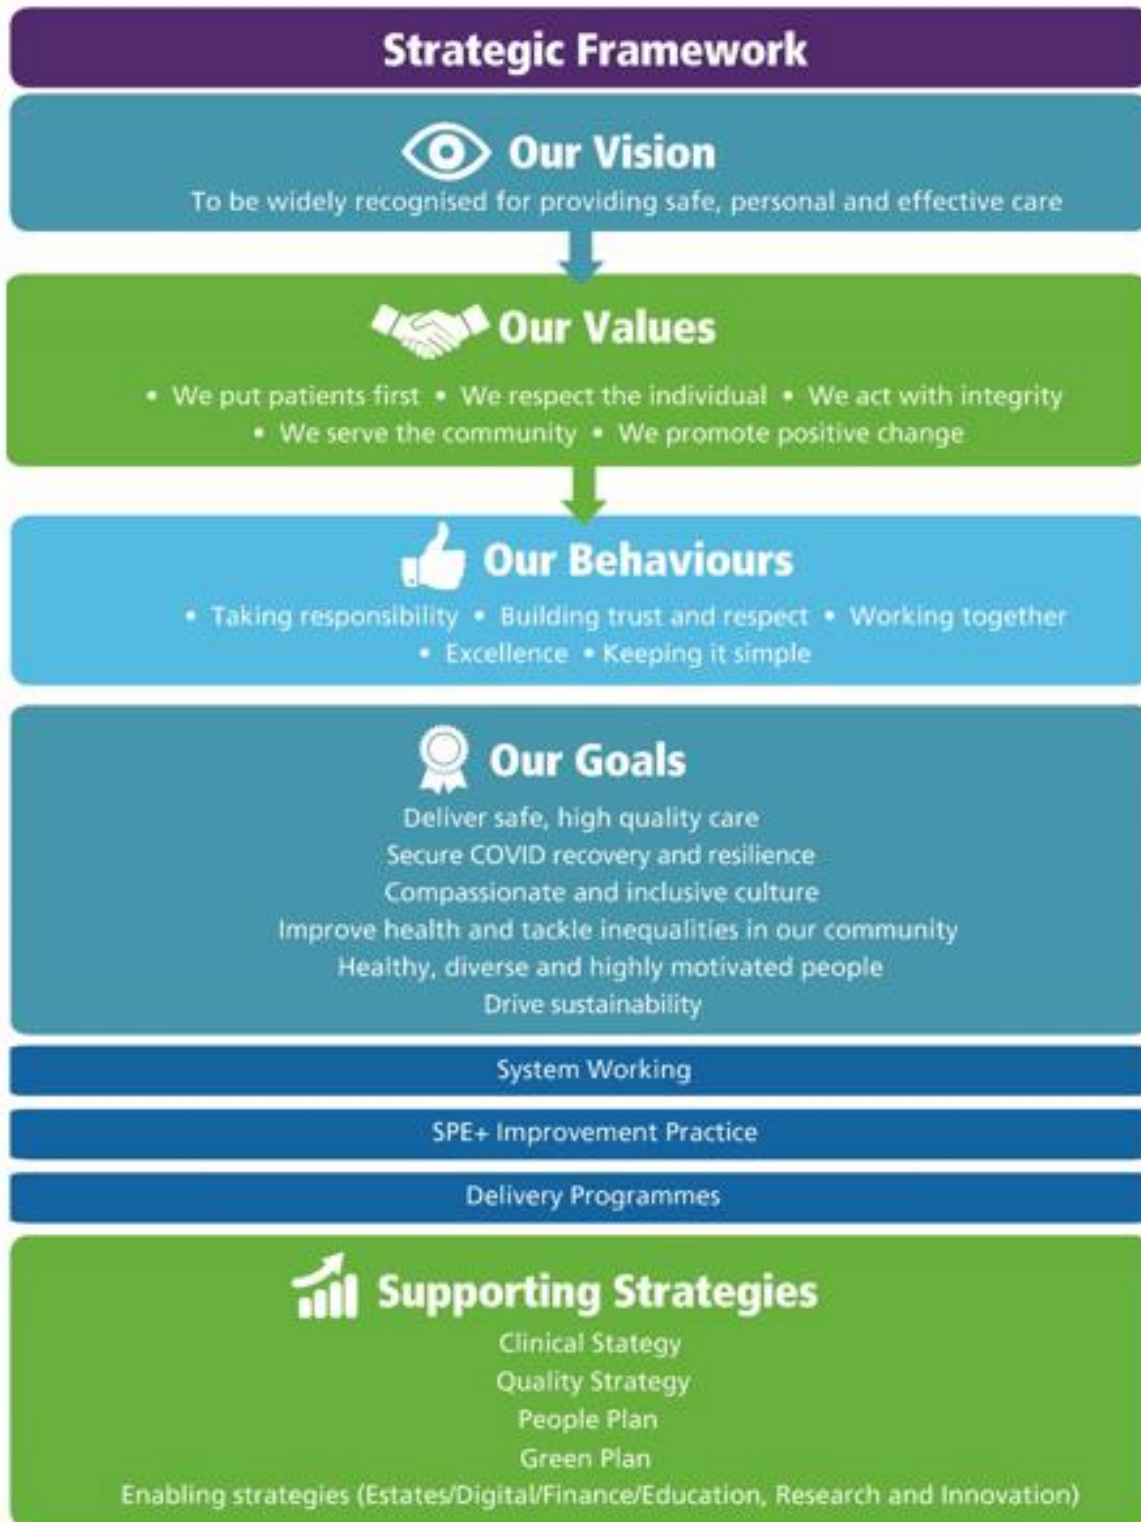 Strategic Framework
Our Vision
To be widely recognised for providing safe, personal and effective care
Our Values
• We put patients first • We respect the individual • We act with integrity
• We serve the community • We promote positive change
Our Behaviours
• Taking responsibility • Building trust and respect • Working together
• Excellence • Keeping it simple
Our Goals
Deliver safe, high quality care
Secure COVID recovery and resilience
Compassionate and inclusive culture
Improve health and tackle inequalities in our community
Healthy, diverse and highly motivated people
Drive sustainability
System Working
SPE+ Improvement Practice
Delivery Programmes
Supporting Strategies
Clinical Stategy
Quality Strategy
People Plan
Green Plan
Enabling strategies (Estates/Digital/Finance/Education, Research and Innovation)